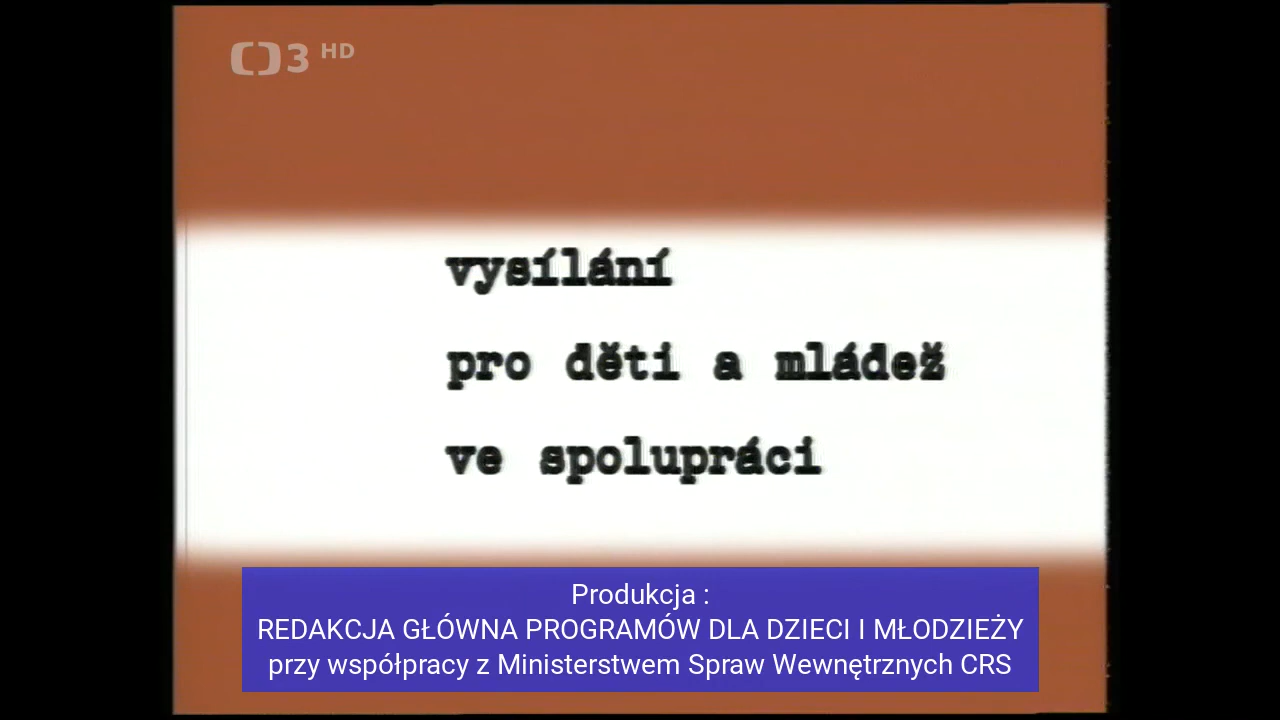 3 HD
vysílání
pro děti a mládež
ve spolupráci
Produkcja :
REDAKCJA GŁÓWNA PROGRAMÓW DLA DZIECI I MŁODZIEŻY
przy współpracy z Ministerstwem Spraw Wewnętrznych CRS